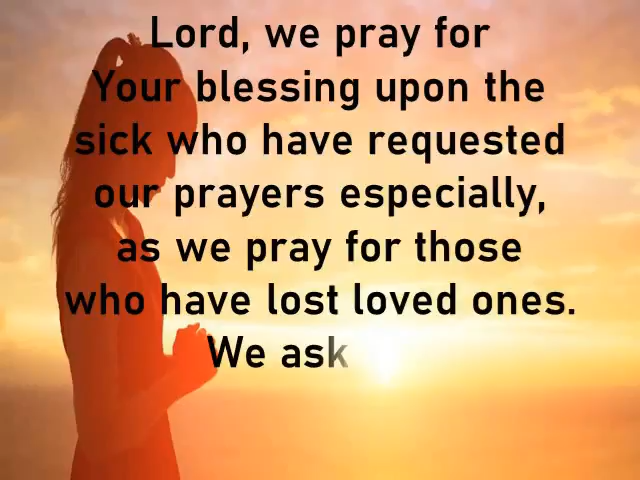 Lord, we pray for
Your blessing upon the
sick who have requested
our prayers especially,
as we pray for those
who have lost loved ones.
We ask